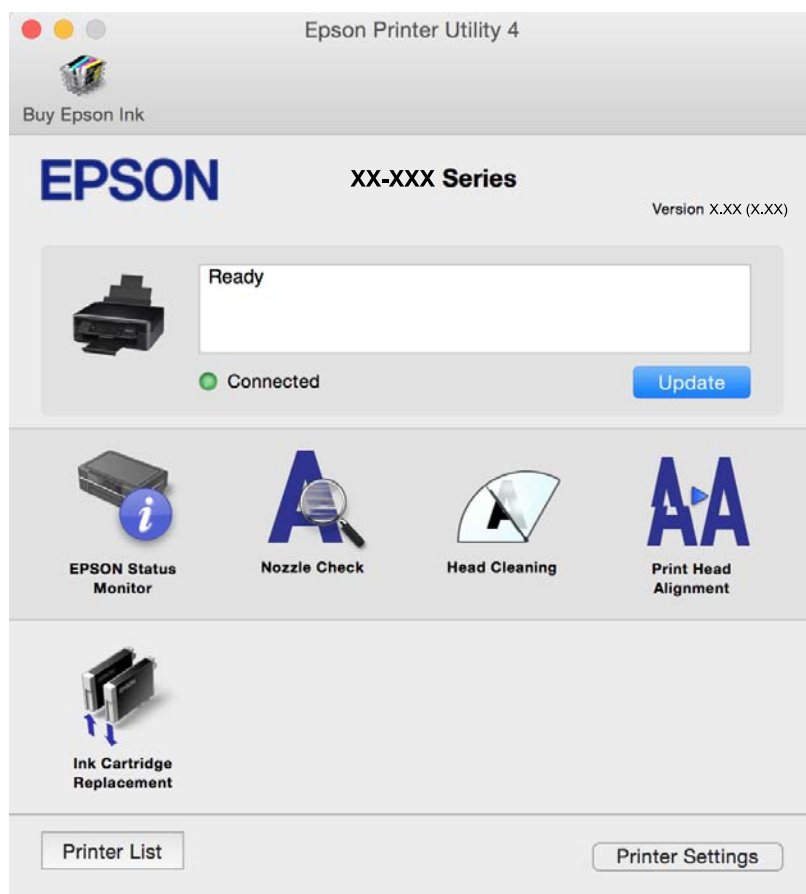 Epson Printer Utility 4
Buy Epson Ink
EPSON
XX-XXX Series
Version X.XX (X.XX)
Ready
Connected
Update
EPSON Status
Monitor
Nozzle Check
Head Cleaning
Print Head
Alignment
Ink Cartridge
Replacement
Printer List
Printer Settings